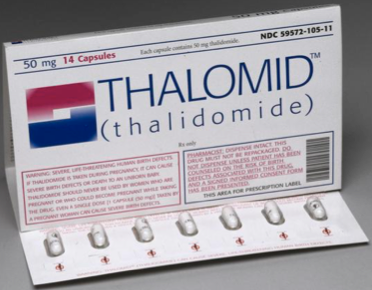 50 mg 14 Capsules
Each capsule contains 50 mg thalidomide.
NDC 59572-105-11
THALOMID™
(thalidomide)
Rx only
WARNING: SEVERE, LIFE-THREATENING HUMAN BIRTH DEFECTS.
IF THALIDOMIDE IS TAKEN DURING PREGNANCY, IT CAN CAUSE
SEVERE BIRTH DEFECTS OR DEATH TO AN UNBORN BABY.
THALIDOMIDE SHOULD NEVER BE USED BY WOMEN WHO ARE
PREGNANT OR WHO COULD BECOME PREGNANT WHILE TAKING
THE DRUG. EVEN A SINGLE DOSE [1 CAPSULE (50 mg)] TAKEN BY
A PREGNANT WOMAN CAN CAUSE SEVERE BIRTH DEFECTS.
PHARMACIST: DISPENSE INTACT. THIS
DRUG MUST NOT BE REPACKAGED. DO
NOT DISPENSE UNLESS PATIENT HAS BEEN
COUNSELED ON THE RISK OF BIRTH
DEFECTS ASSOCIATED WITH THIS DRUG,
AND A SIGNED INFORMED CONSENT FORM
HAS BEEN PRESENTED.
THIS AREA FOR PRESCRIPTION LABEL